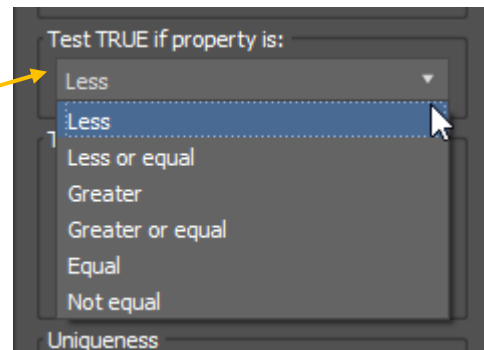 Test TRUE if property is:
Less
Less
Less or equal
Greater
Greater or equal
Equal
Not equal
Uniqueness